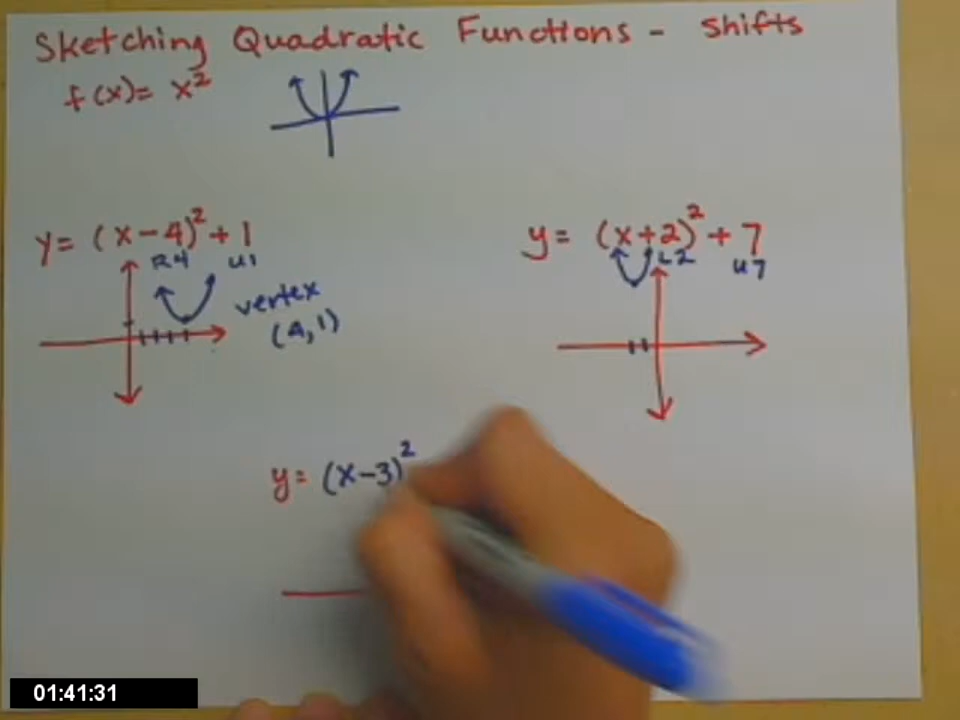 Sketching Quadratic Functions - Shifts
f(x)= x²
y= (x-4)²+1
R4 U1
vertex
(4,1)
y= (x+2)²+7
L2 U7
y= (x-3)²
01:41:31